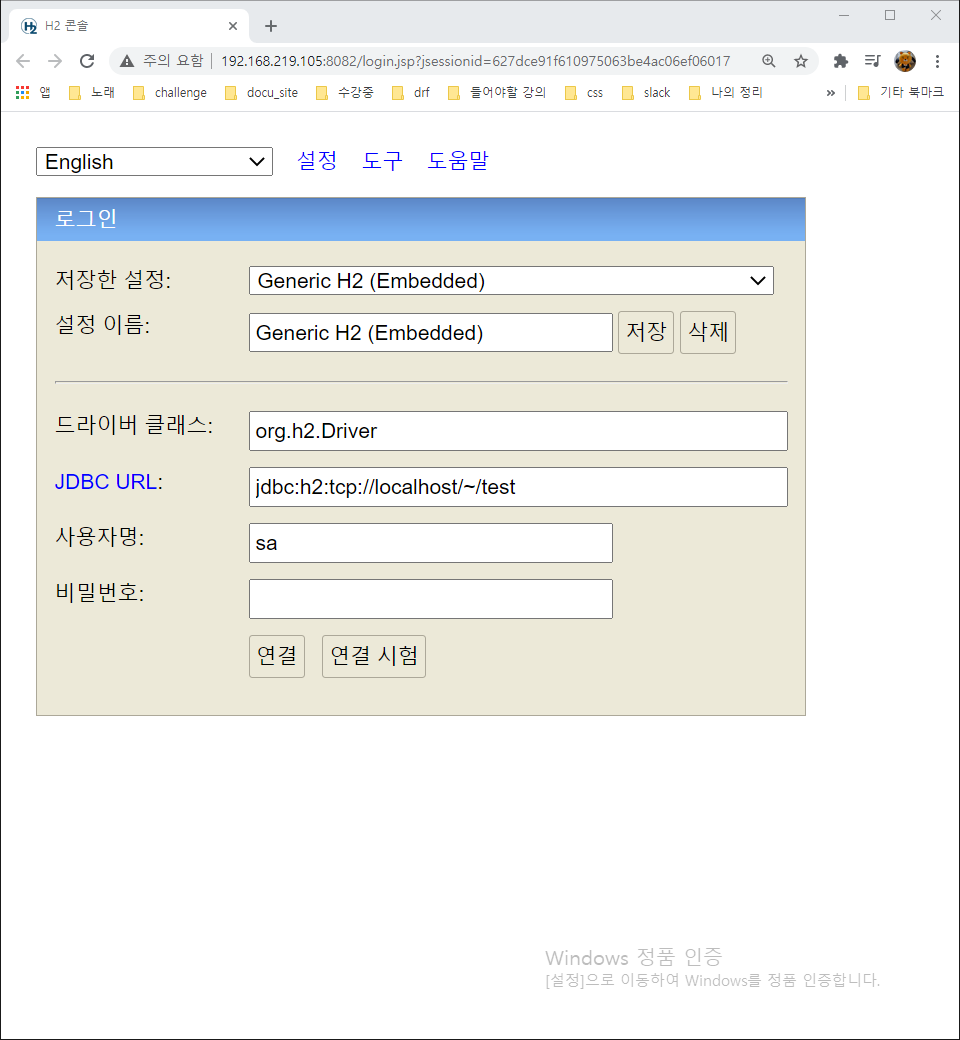 H2 콘솔
주의 요함 | 192.168.219.105:8082/login.jsp?jsessionid=627dce91f610975063be4ac06ef06017
앱 노래 challenge docu_site 수강중 drf 들어야할 강의 css slack 나의 정리 » 기타 북마크
English 설정 도구 도움말
로그인
저장한 설정: Generic H2 (Embedded)
설정 이름: Generic H2 (Embedded) 저장 삭제
드라이버 클래스: org.h2.Driver
JDBC URL: jdbc:h2:tcp://localhost/~/test
사용자명: sa
비밀번호:
연결 연결 시험
Windows 정품 인증
[설정]으로 이동하여 Windows를 정품 인증합니다.